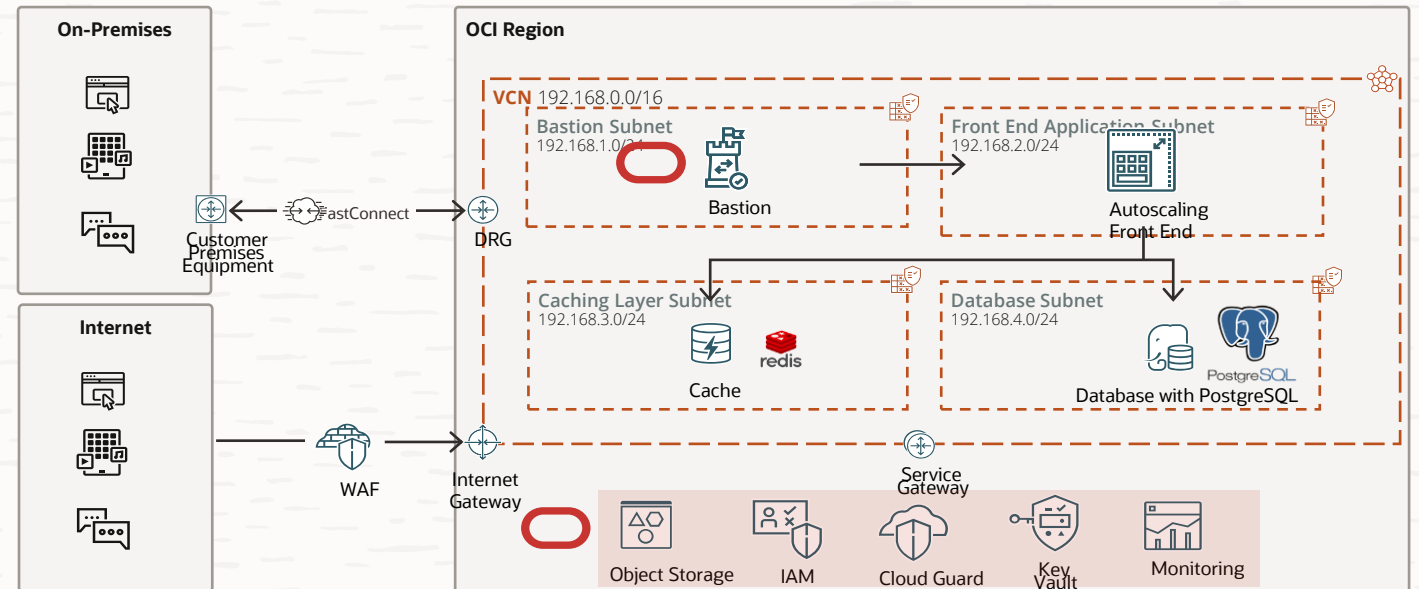 On-Premises
OCI Region
VCN 192.168.0.0/16
Bastion Subnet
192.168.1.0/24
Bastion
Front End Application Subnet
192.168.2.0/24
Autoscaling
Front End
astConnect
Customer
Premises
Equipment
DRG
Caching Layer Subnet
192.168.3.0/24
redis
Cache
Database Subnet
192.168.4.0/24
PostgreSQL
Database with PostgreSQL
Internet
WAF
Internet
Gateway
Service
Gateway
Object Storage
IAM
Cloud Guard
Key
Vault
Monitoring